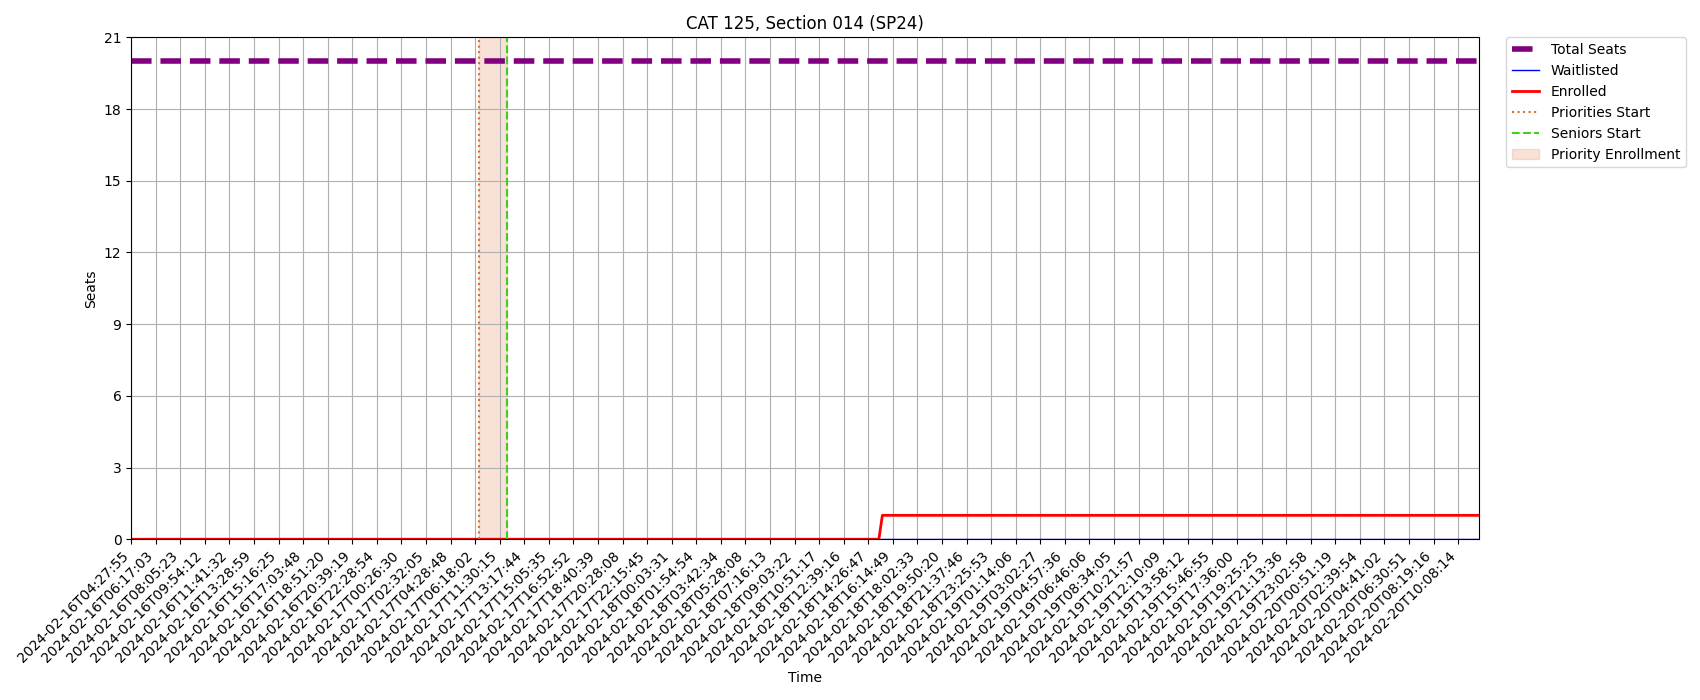 CAT 125, Section 014 (SP24)
21
18
15
12
9
6
3
0
Seats
Total Seats
Waitlisted
Enrolled
Priorities Start
Seniors Start
Priority Enrollment
2024-02-16T04:27:55
2024-02-16T06:17:03
2024-02-16T08:05:23
2024-02-16T09:54:12
2024-02-16T11:41:32
2024-02-16T13:28:59
2024-02-16T15:16:25
2024-02-16T17:03:48
2024-02-16T18:51:20
2024-02-16T20:39:19
2024-02-16T22:28:54
2024-02-17T00:26:30
2024-02-17T02:32:05
2024-02-17T04:28:48
2024-02-17T06:18:02
2024-02-17T11:30:15
2024-02-17T13:17:44
2024-02-17T15:05:35
2024-02-17T16:52:52
2024-02-17T18:40:39
2024-02-17T20:28:08
2024-02-17T22:15:45
2024-02-18T00:03:31
2024-02-18T01:54:54
2024-02-18T03:42:34
2024-02-18T05:28:08
2024-02-18T07:16:13
2024-02-18T09:03:22
2024-02-18T10:51:17
2024-02-18T12:39:16
2024-02-18T14:26:47
2024-02-18T16:14:49
2024-02-18T18:02:33
2024-02-18T19:50:20
2024-02-18T21:37:46
2024-02-18T23:25:53
2024-02-19T01:14:06
2024-02-19T03:02:27
2024-02-19T04:57:36
2024-02-19T06:46:06
2024-02-19T08:34:05
2024-02-19T10:21:57
2024-02-19T12:10:09
2024-02-19T13:58:12
2024-02-19T15:46:55
2024-02-19T17:36:00
2024-02-19T19:25:25
2024-02-19T21:13:36
2024-02-19T23:02:58
2024-02-20T00:51:19
2024-02-20T02:39:54
2024-02-20T04:41:02
2024-02-20T06:30:51
2024-02-20T08:19:16
2024-02-20T10:08:14
Time